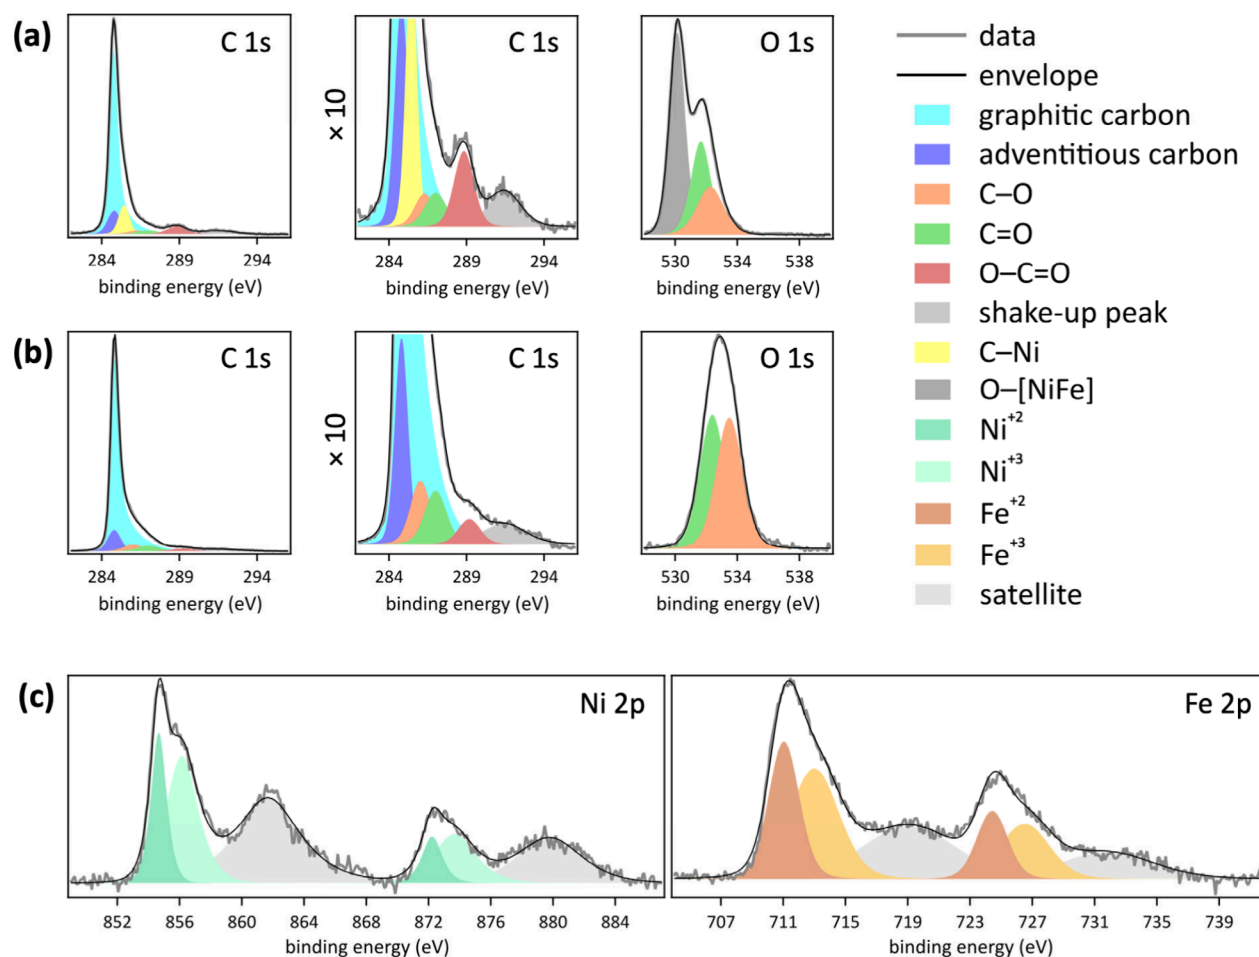 (a)
C 1s
284 289 294
binding energy (eV)
× 10
C 1s
284 289 294
binding energy (eV)
O 1s
530 534 538
binding energy (eV)
(b)
C 1s
284 289 294
binding energy (eV)
× 10
C 1s
284 289 294
binding energy (eV)
O 1s
530 534 538
binding energy (eV)
data
envelope
graphitic carbon
adventitious carbon
C–O
C=O
O–C=O
shake-up peak
C–Ni
O–[NiFe]
Ni⁺²
Ni⁺³
Fe⁺²
Fe⁺³
satellite
(c)
Ni 2p
852 856 860 864 868 872 876 880 884
binding energy (eV)
Fe 2p
707 711 715 719 723 727 731 735 739
binding energy (eV)